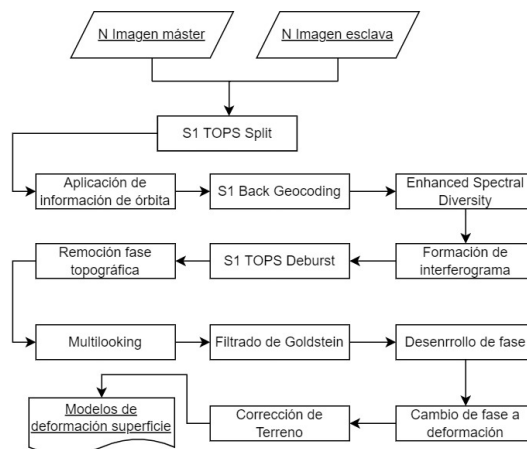 N Imagen máster
N Imagen esclava
S1 TOPS Split
Aplicación de
información de órbita
S1 Back Geocoding
Enhanced Spectral
Diversity
Remoción fase
topográfica
S1 TOPS Deburst
Formación de
interferograma
Multilooking
Filtrado de Goldstein
Desenrrollo de fase
Modelos de
deformación superficie
Corrección de
Terreno
Cambio de fase a
deformación